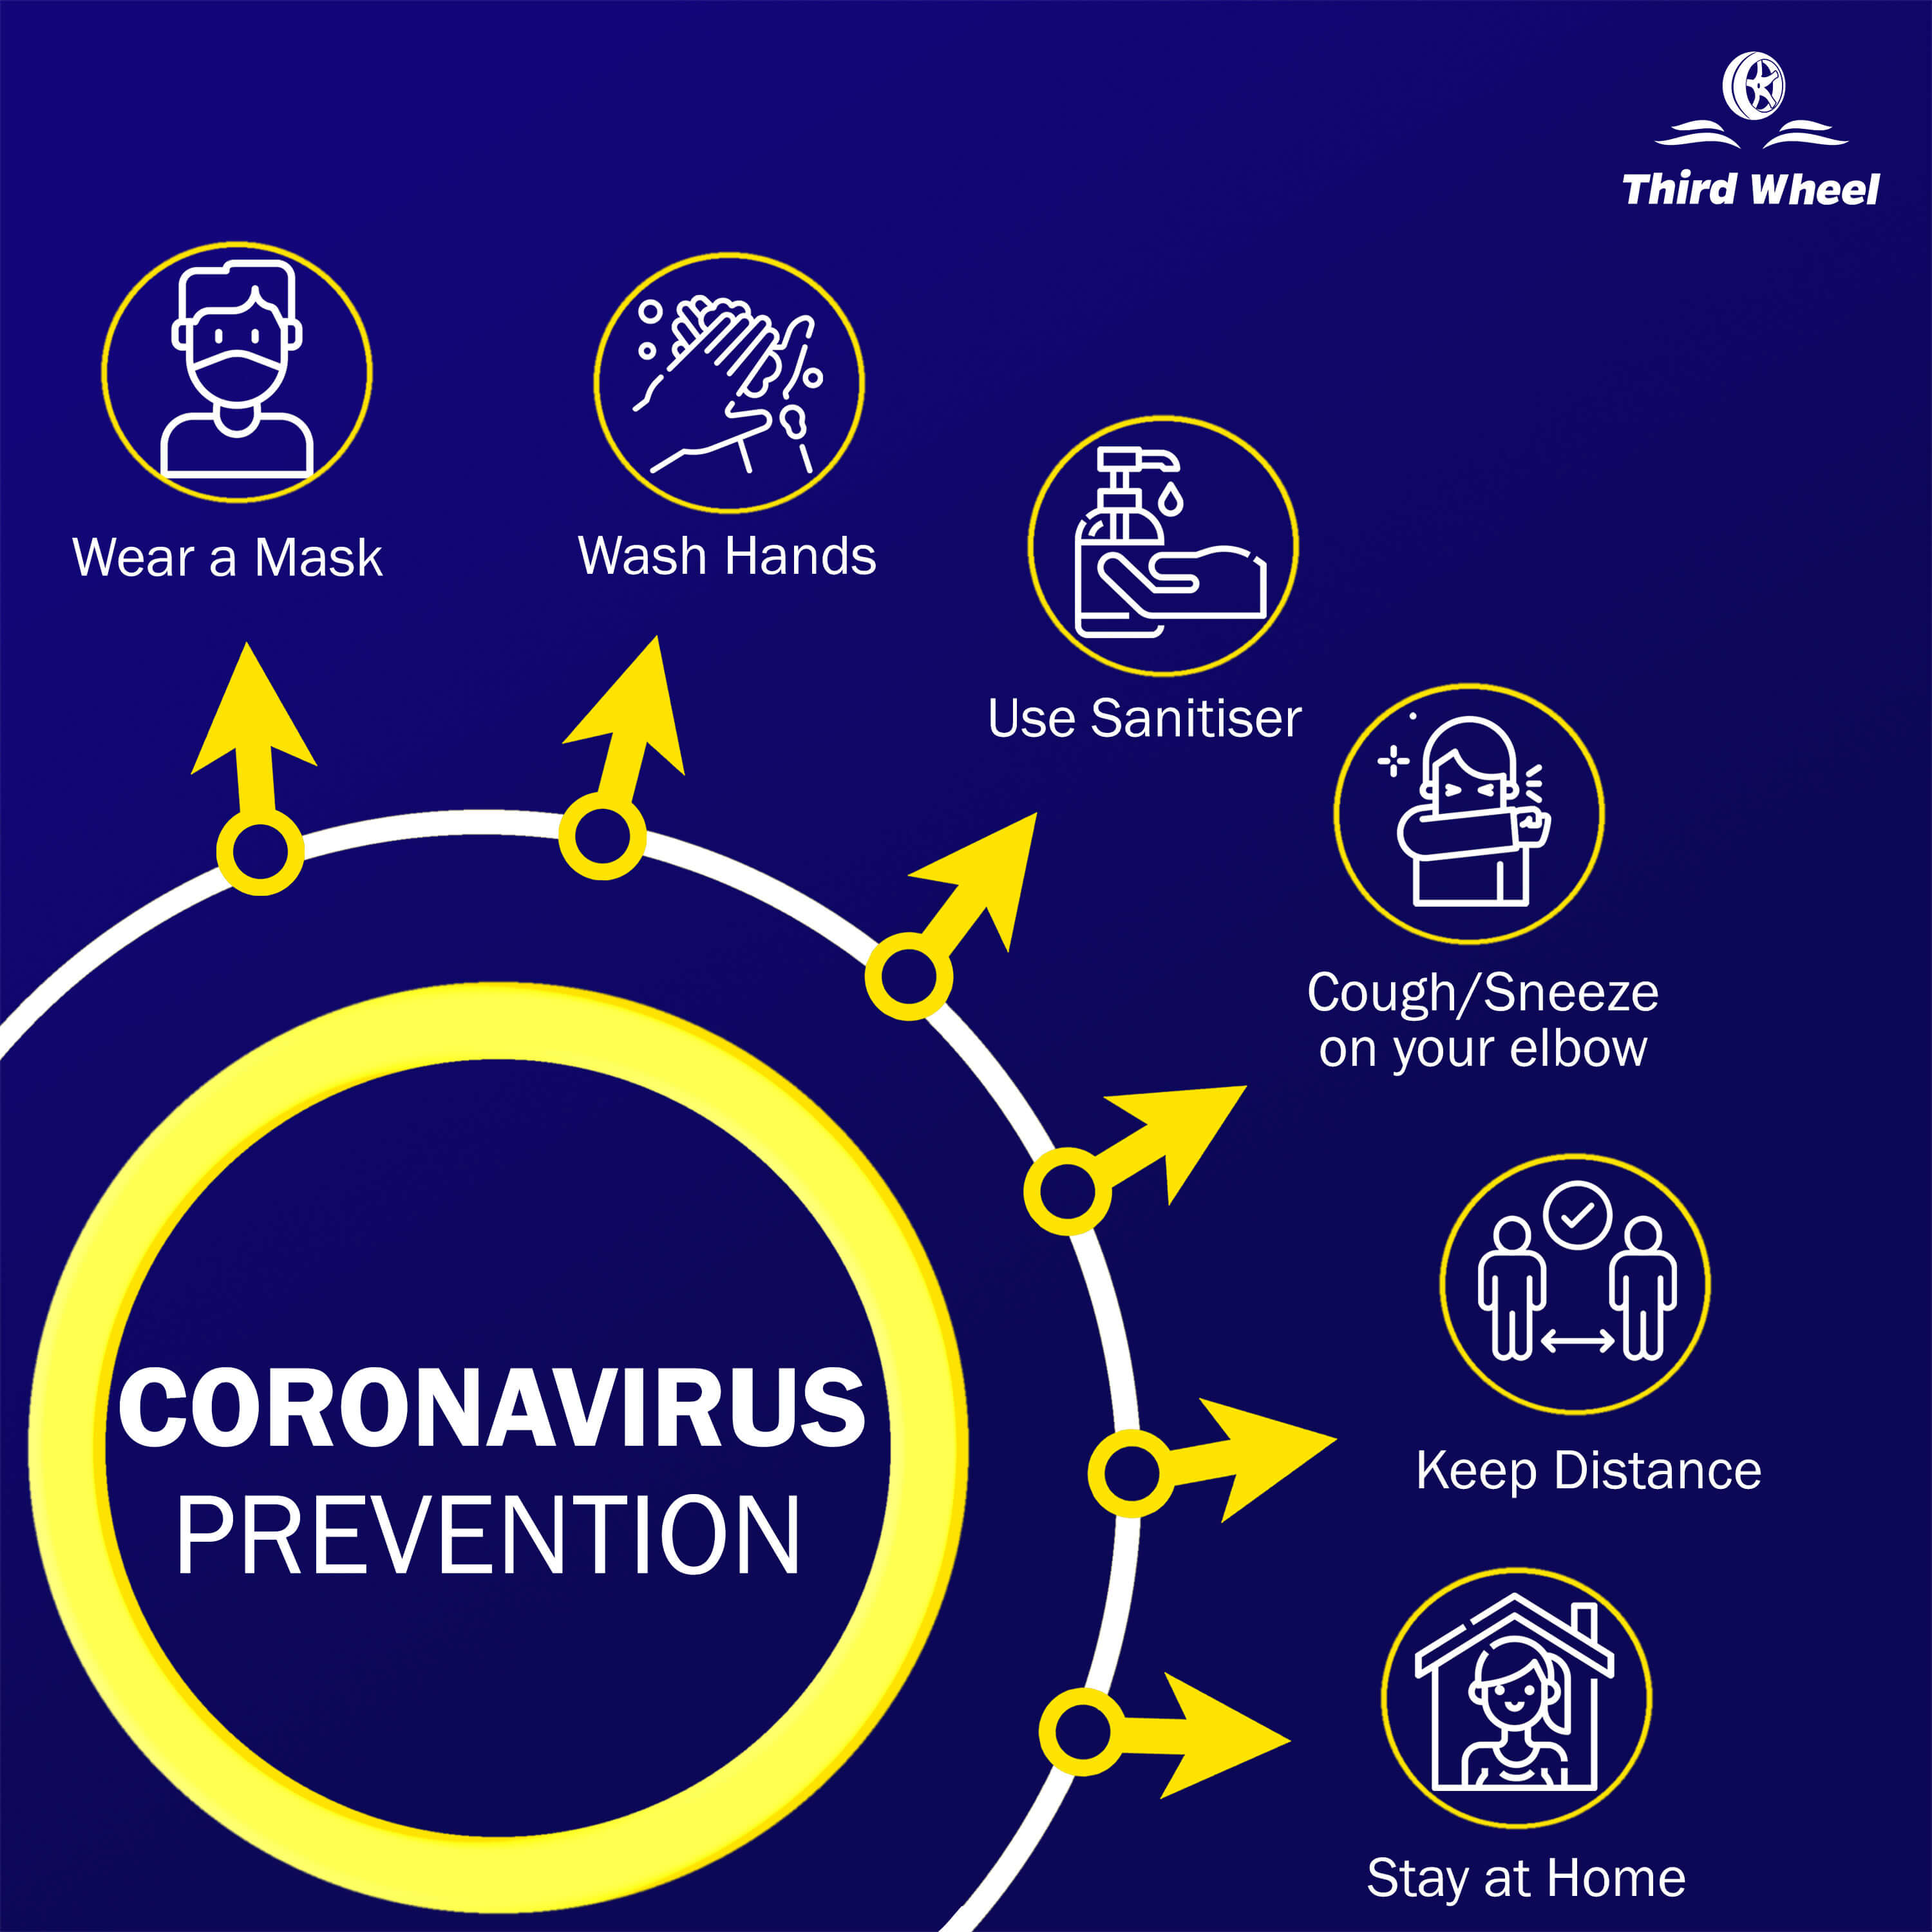 Third Wheel
Wear a Mask
Wash Hands
Use Sanitiser
Cough/Sneeze
on your elbow
Keep Distance
Stay at Home
CORONAVIRUS
PREVENTION